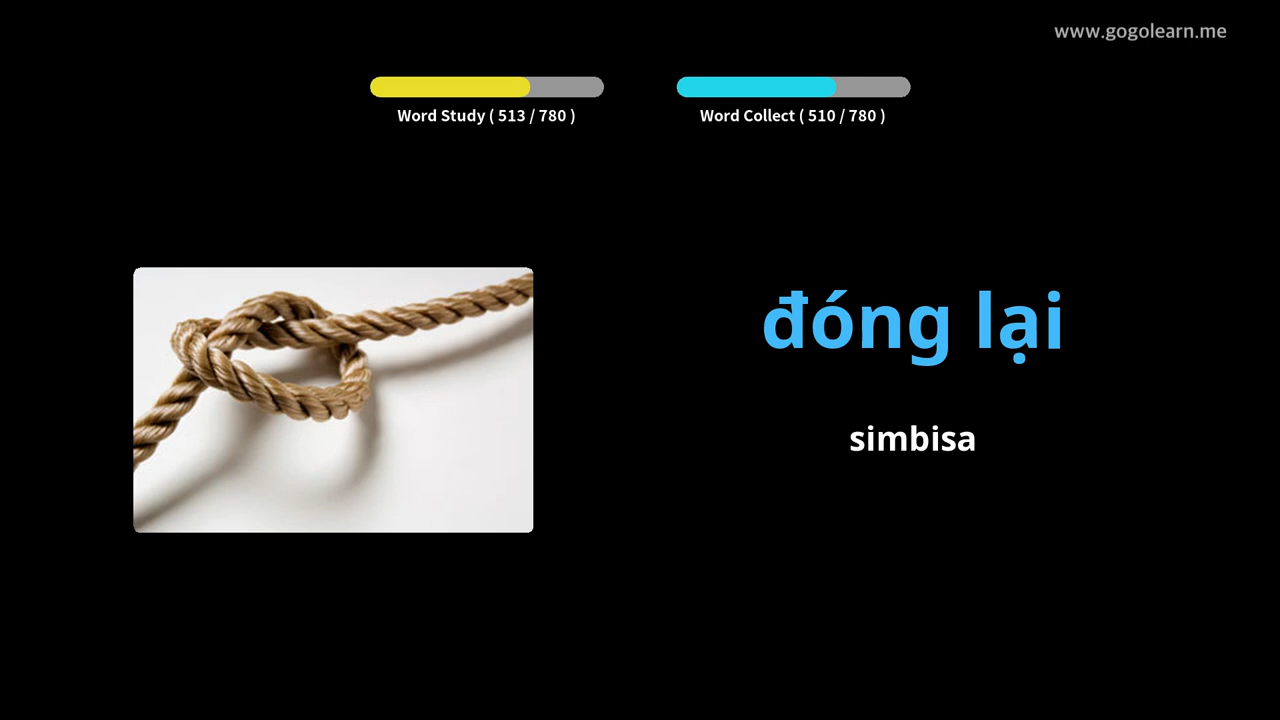 www.gogolearn.me
Word Study ( 513 / 780 )
Word Collect ( 510 / 780 )
đóng lại
simbisa